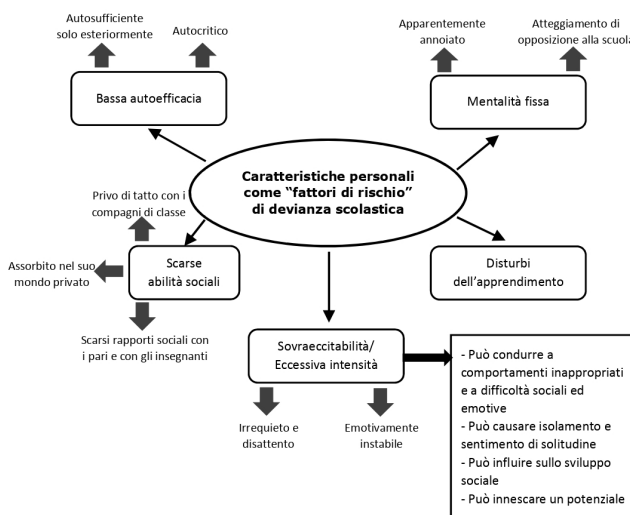 Autosufficiente
solo esteriormente
Autocritico
Bassa autoefficacia
Apparentemente
annoiato
Atteggiamento di
opposizione alla scuola
Mentalità fissa
Caratteristiche personali
come “fattori di rischio”
di devianza scolastica
Privo di tatto con i
compagni di classe
Assorbito nel suo
mondo privato
Scarse
abilità sociali
Scarsi rapporti sociali con
i pari e con gli insegnanti
Disturbi
dell’apprendimento
Sovraeccitabilità/
Eccessiva intensità
Irrequieto e
disattento
Emotivamente
instabile
- Può condurre a
comportamenti inappropriati
e a difficoltà sociali ed
emotive
- Può causare isolamento e
sentimento di solitudine
- Può influire sullo sviluppo
sociale
- Può innescare un potenziale